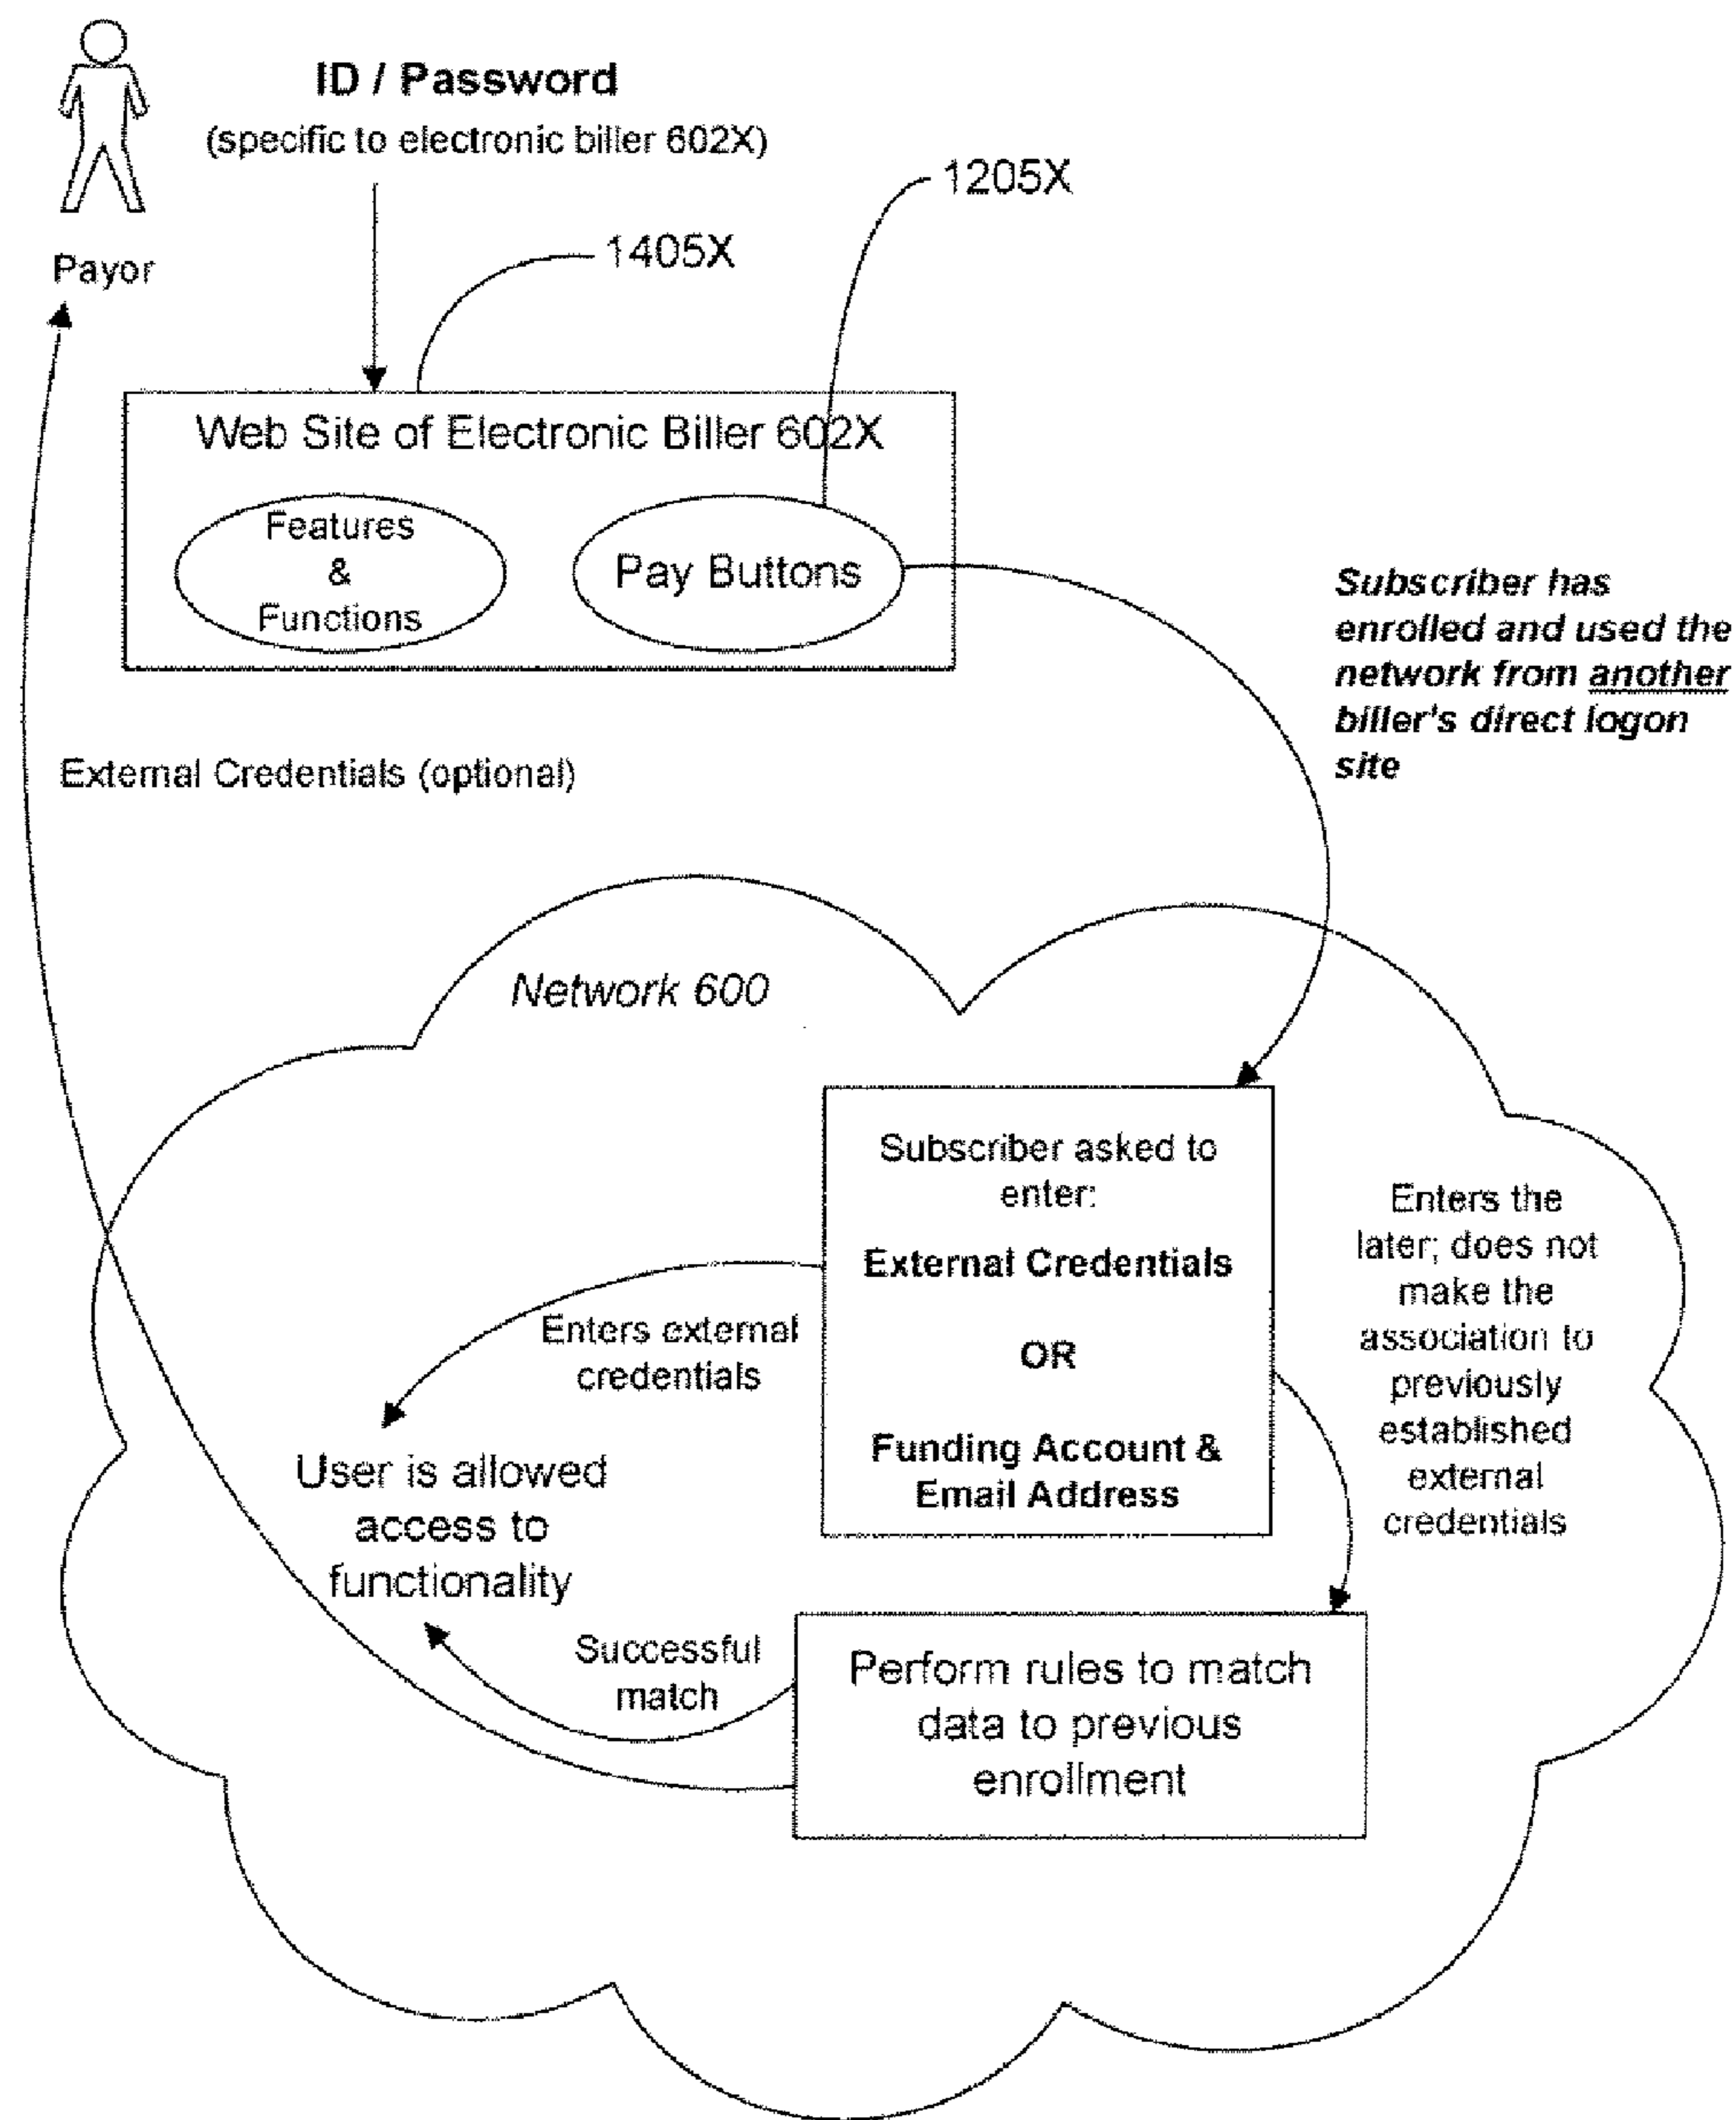 ID / Password
(specific to electronic biller 602X)
1205X
1405X
Payor
Web Site of Electronic Biller 602X
Features
&
Functions
Pay Buttons
Subscriber has
enrolled and used the
network from another
biller's direct logon
site
External Credentials (optional)
Network 600
Subscriber asked to
enter:
External Credentials
OR
Funding Account &
Email Address
Enters the
later; does not
make the
association to
previously
established
external
credentials
Enters external
credentials
User is allowed
access to
functionality
Successful
match
Perform rules to match
data to previous
enrollment